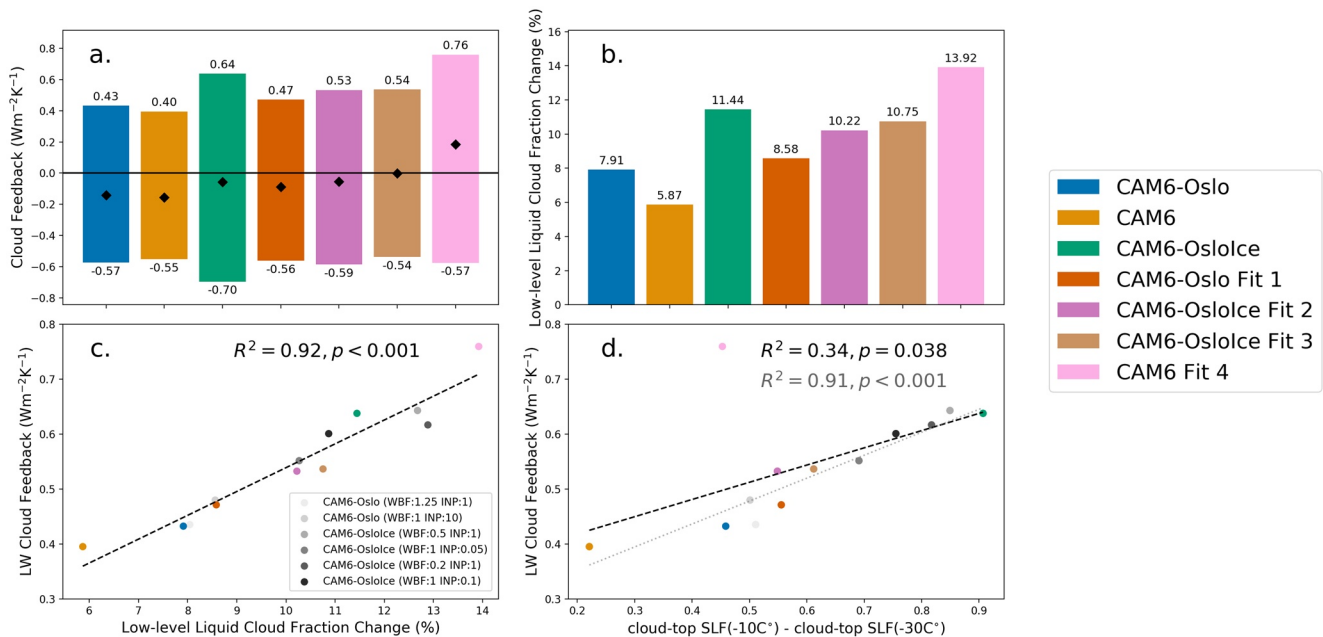 a.
Cloud Feedback (Wm⁻²K⁻¹)
0.8
0.6
0.4
0.2
0.0
−0.2
−0.4
−0.6
−0.8
0.43
0.40
0.64
0.47
0.53
0.54
0.76
-0.57
-0.55
-0.70
-0.56
-0.59
-0.54
-0.57
b.
Low-level Liquid Cloud Fraction Change (%)
16
14
12
10
8
6
4
2
0
7.91
5.87
11.44
8.58
10.22
10.75
13.92
CAM6-Oslo
CAM6
CAM6-OsloIce
CAM6-Oslo Fit 1
CAM6-OsloIce Fit 2
CAM6-OsloIce Fit 3
CAM6 Fit 4
c.
R² = 0.92, p < 0.001
LW Cloud Feedback (Wm⁻²K⁻¹)
0.8
0.7
0.6
0.5
0.4
0.3
CAM6-Oslo (WBF:1.25 INP:1)
CAM6-Oslo (WBF:1 INP:10)
CAM6-OsloIce (WBF:0.5 INP:1)
CAM6-OsloIce (WBF:1 INP:0.05)
CAM6-OsloIce (WBF:0.2 INP:1)
CAM6-OsloIce (WBF:1 INP:0.1)
6 7 8 9 10 11 12 13 14
Low-level Liquid Cloud Fraction Change (%)
d.
R² = 0.34, p = 0.038
R² = 0.91, p < 0.001
LW Cloud Feedback (Wm⁻²K⁻¹)
0.8
0.7
0.6
0.5
0.4
0.3
0.2 0.3 0.4 0.5 0.6 0.7 0.8 0.9
cloud-top SLF(-10C°) - cloud-top SLF(-30C°)